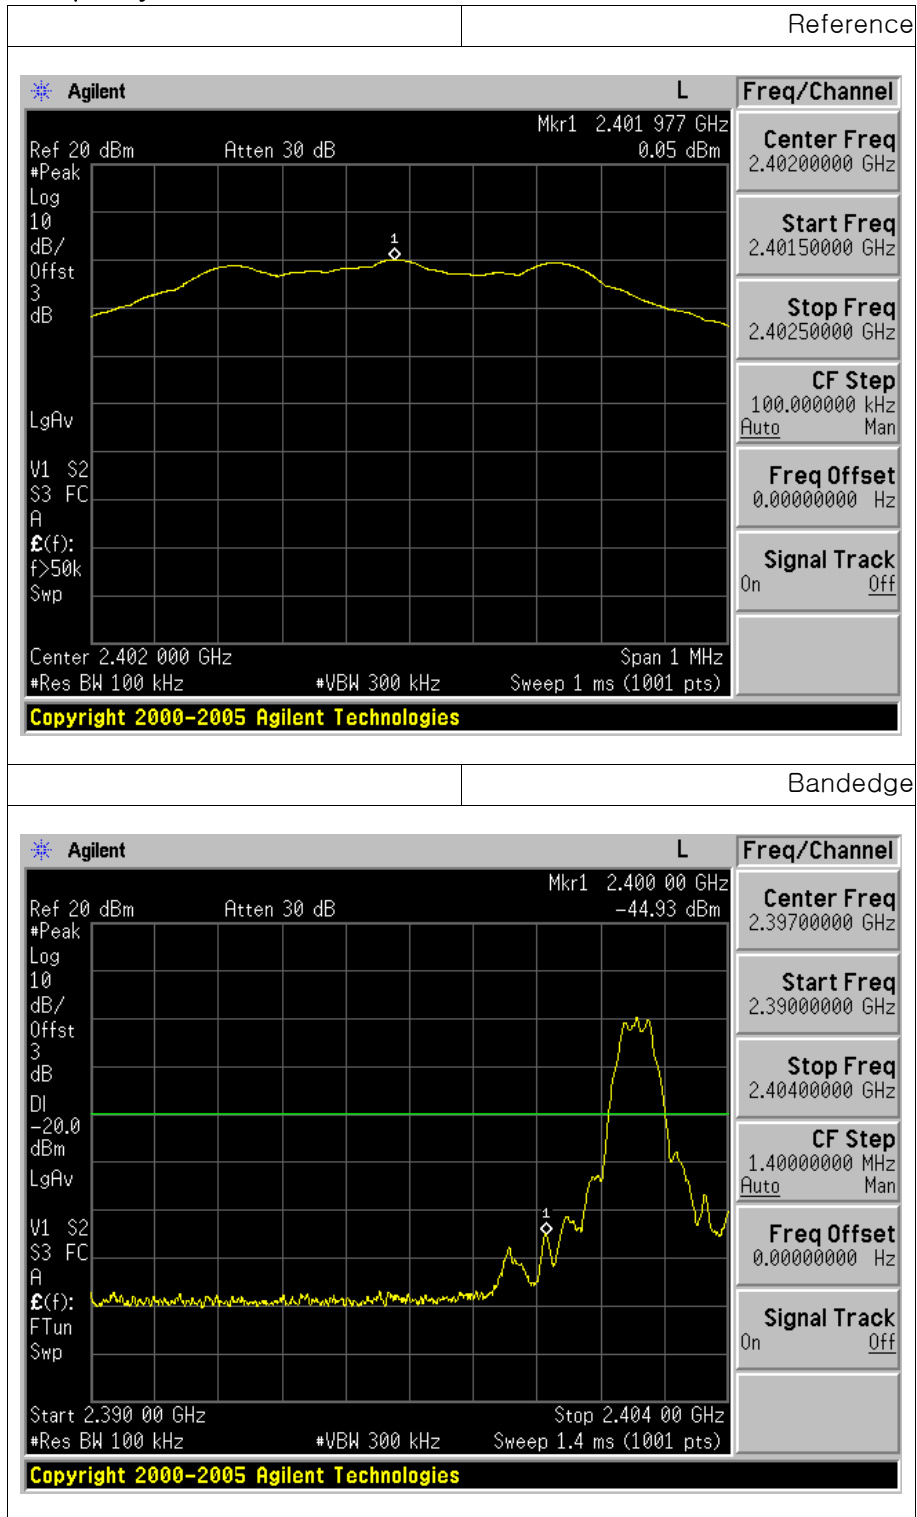 Reference
Agilent L Freq/Channel
Mkr1 2.401 977 GHz
Ref 20 dBm Atten 30 dB 0.05 dBm
#Peak
Log
10
dB/
Offst
3
dB
LgAv
V1 S2
S3 FC
A
£(f):
f>50k
Swp
1
Center 2.402 000 GHz Span 1 MHz
#Res BW 100 kHz #VBW 300 kHz Sweep 1 ms (1001 pts)
Center Freq
2.40200000 GHz
Start Freq
2.40150000 GHz
Stop Freq
2.40250000 GHz
CF Step
100.000000 kHz
Auto Man
Freq Offset
0.00000000 Hz
Signal Track
On Off
Copyright 2000-2005 Agilent Technologies
Bandedge
Agilent L Freq/Channel
Mkr1 2.400 00 GHz
Ref 20 dBm Atten 30 dB -44.93 dBm
#Peak
Log
10
dB/
Offst
3
dB
DI
-20.0
dBm
LgAv
V1 S2
S3 FC
A
£(f):
FTun
Swp
1
Start 2.390 00 GHz Stop 2.404 00 GHz
#Res BW 100 kHz #VBW 300 kHz Sweep 1.4 ms (1001 pts)
Center Freq
2.39700000 GHz
Start Freq
2.39000000 GHz
Stop Freq
2.40400000 GHz
CF Step
1.40000000 MHz
Auto Man
Freq Offset
0.00000000 Hz
Signal Track
On Off
Copyright 2000-2005 Agilent Technologies